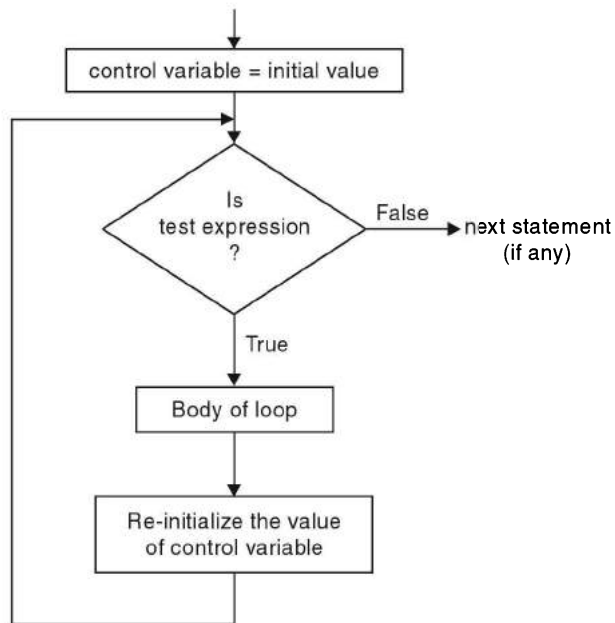 control variable = initial value
Is
test expression
?
False
next statement
(if any)
True
Body of loop
Re-initialize the value
of control variable